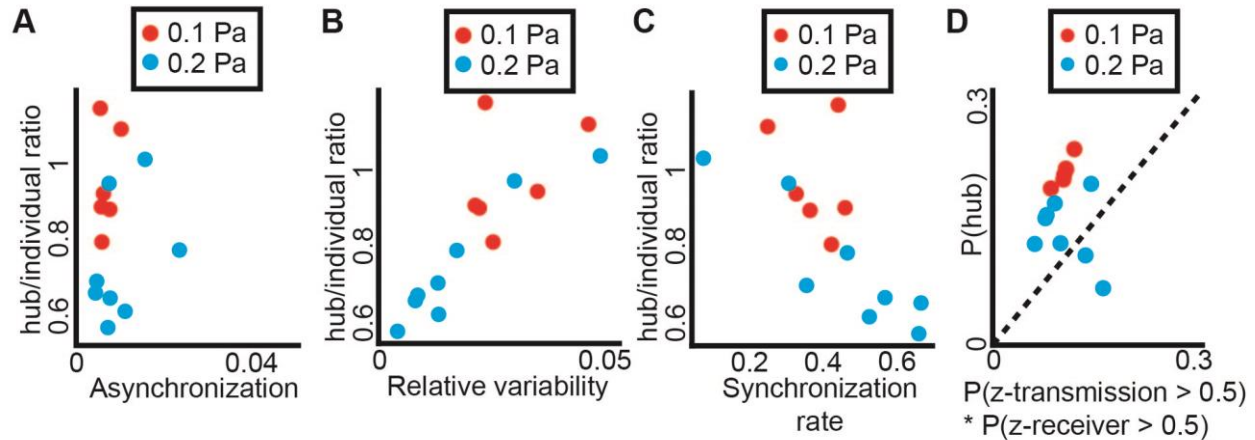 A
0.1 Pa
0.2 Pa
hub/individual ratio
1
0.8
0.6
0
0.04
Asynchronization
B
0.1 Pa
0.2 Pa
hub/individual ratio
1
0.8
0.6
0
0.05
Relative variability
C
0.1 Pa
0.2 Pa
hub/individual ratio
1
0.8
0.6
0.2
0.4
0.6
Synchronization
rate
D
0.1 Pa
0.2 Pa
P(hub)
0.3
0
0
0.3
P(z-transmission > 0.5)
* P(z-receiver > 0.5)